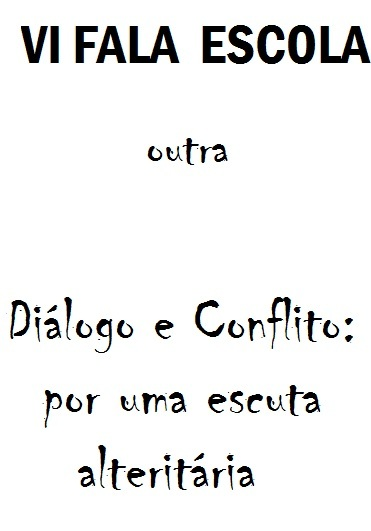 VI FALA ESCOLA
outra
Diálogo e Conflito:
por uma escuta
alteritária